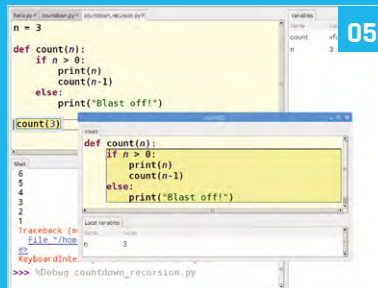 hello.py × countdown.py × countdown_recursion.py ×
n = 3
def count(n):
if n > 0:
print(n)
count(n-1)
else:
print("Blast off!")
count(3)
Variables
Name
count
n 3
05
count
def count(n):
if n > 0:
print(n)
count(n-1)
else:
print("Blast off!")
Local variables
Name
n 3
Shell
6
5
4
3
2
1
Traceback (m
File "/hom
KeyboardInte
>>> %Debug countdown_recursion.py